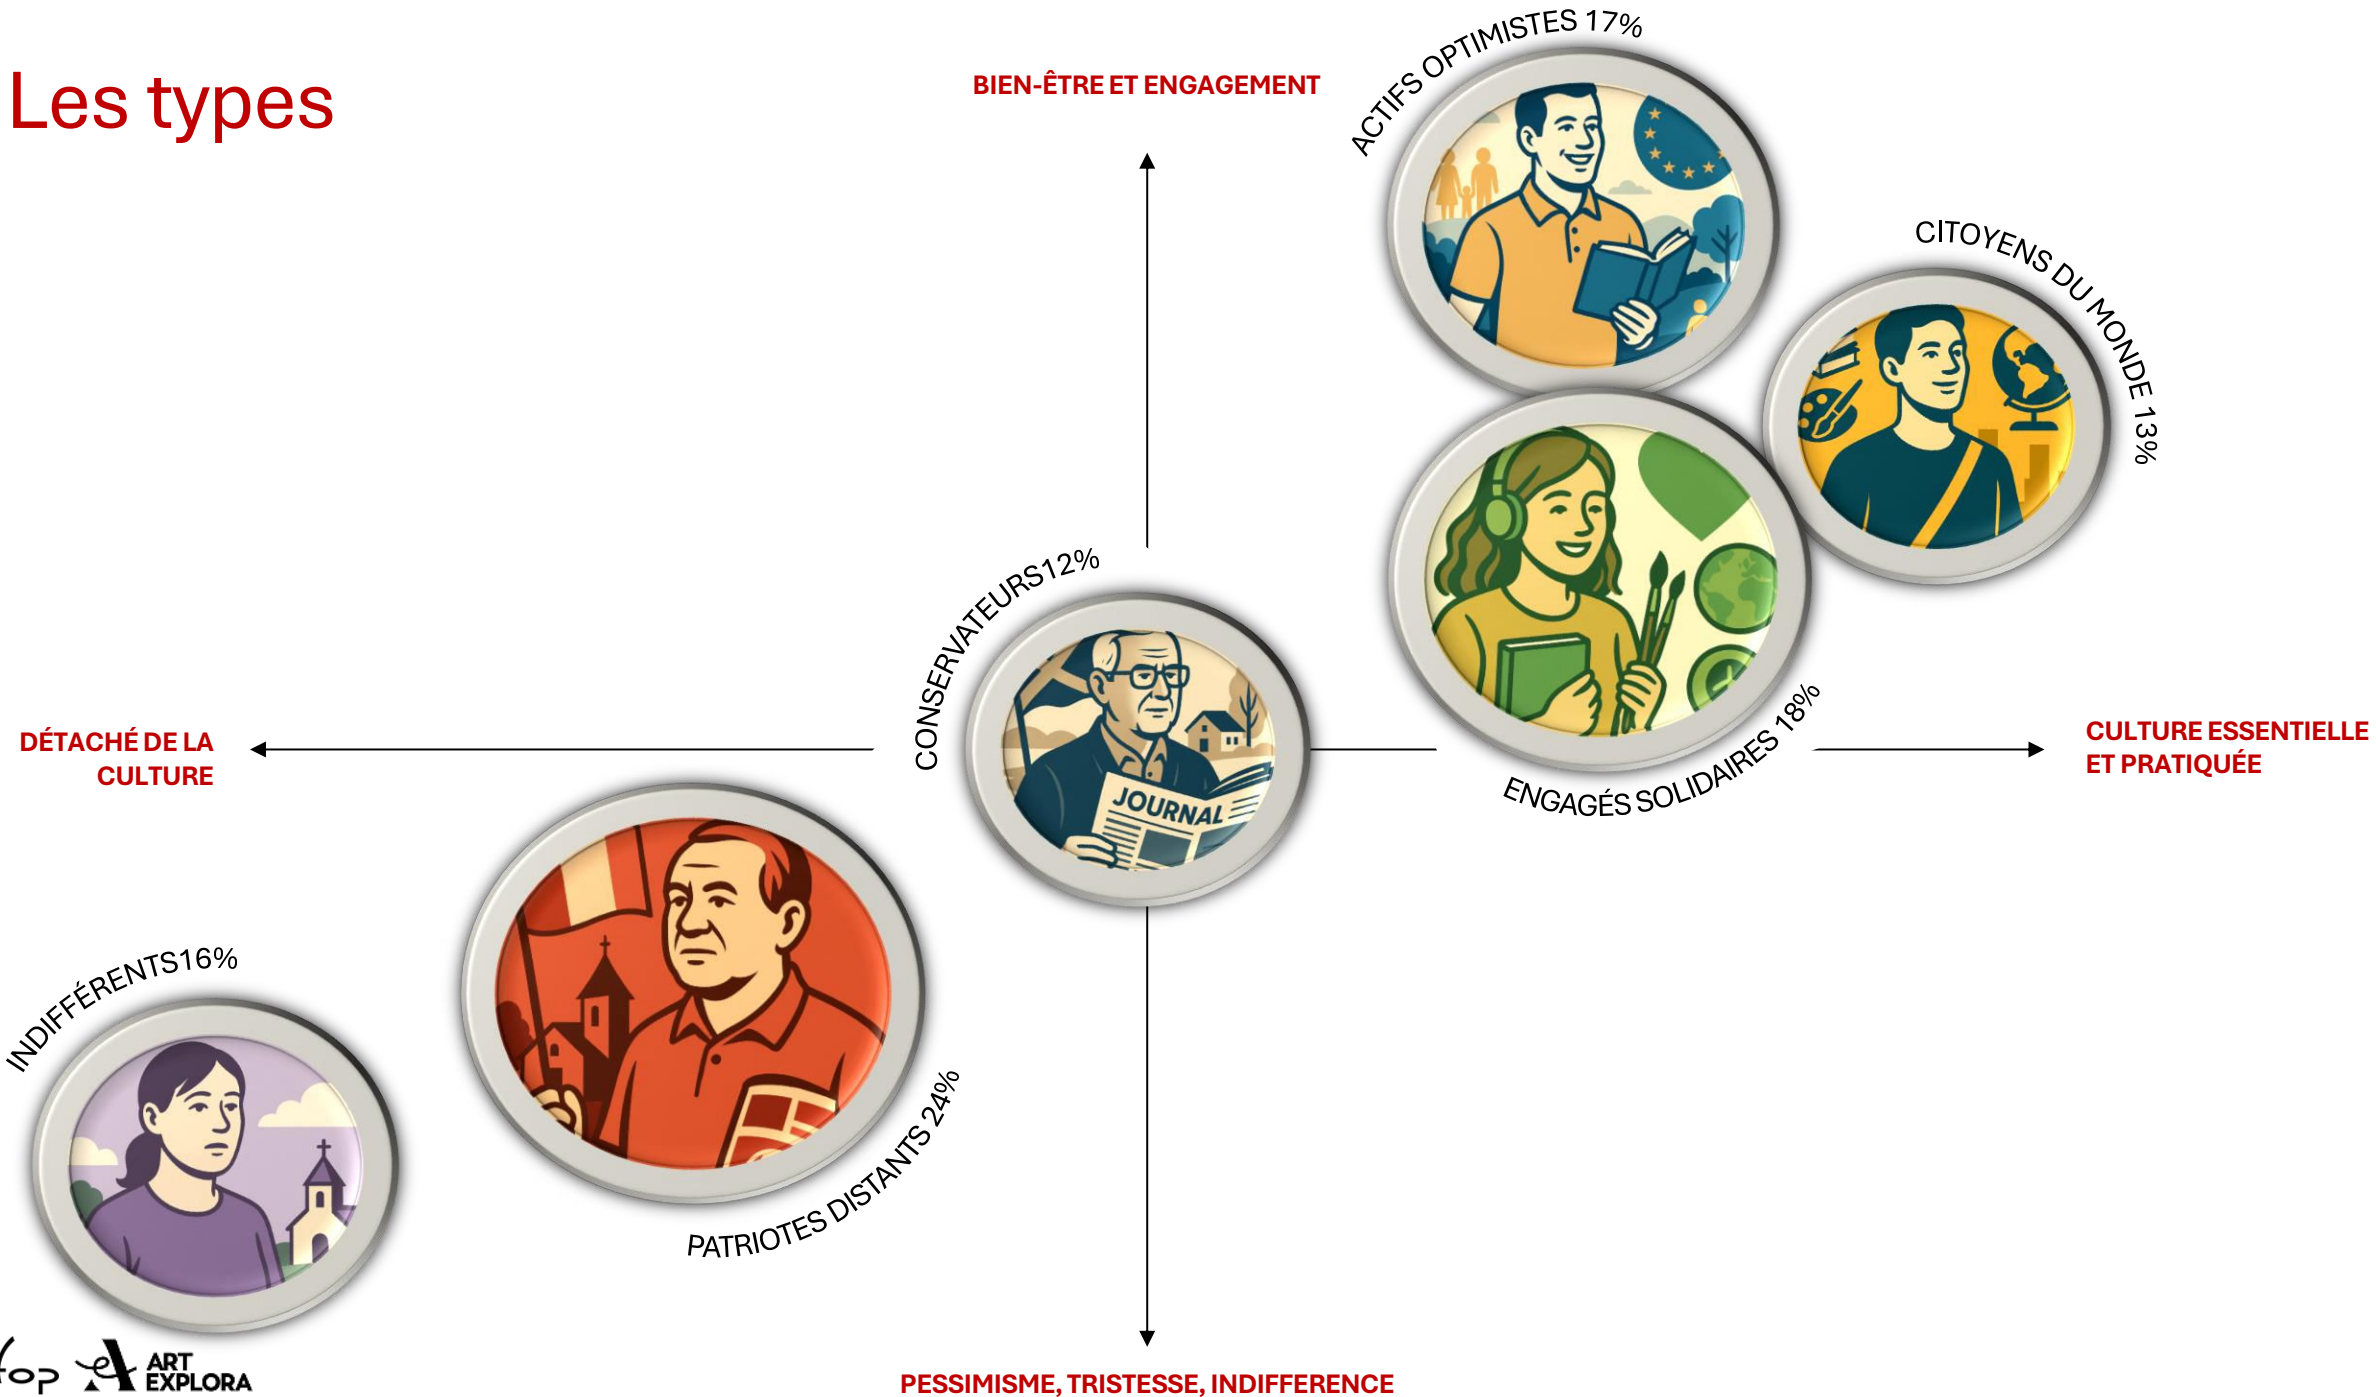 Les types
BIEN-ÊTRE ET ENGAGEMENT
ACTIFS OPTIMISTES 17%
CITOYENS DU MONDE 13%
CONSERVATEURS12%
JOURNAL
ENGAGÉS SOLIDAIRES 18%
DÉTACHÉ DE LA
CULTURE
CULTURE ESSENTIELLE
ET PRATIQUÉE
INDIFFÉRENTS16%
PATRIOTES DISTANTS 24%
ART
EXPLORA
PESSIMISME, TRISTESSE, INDIFFERENCE